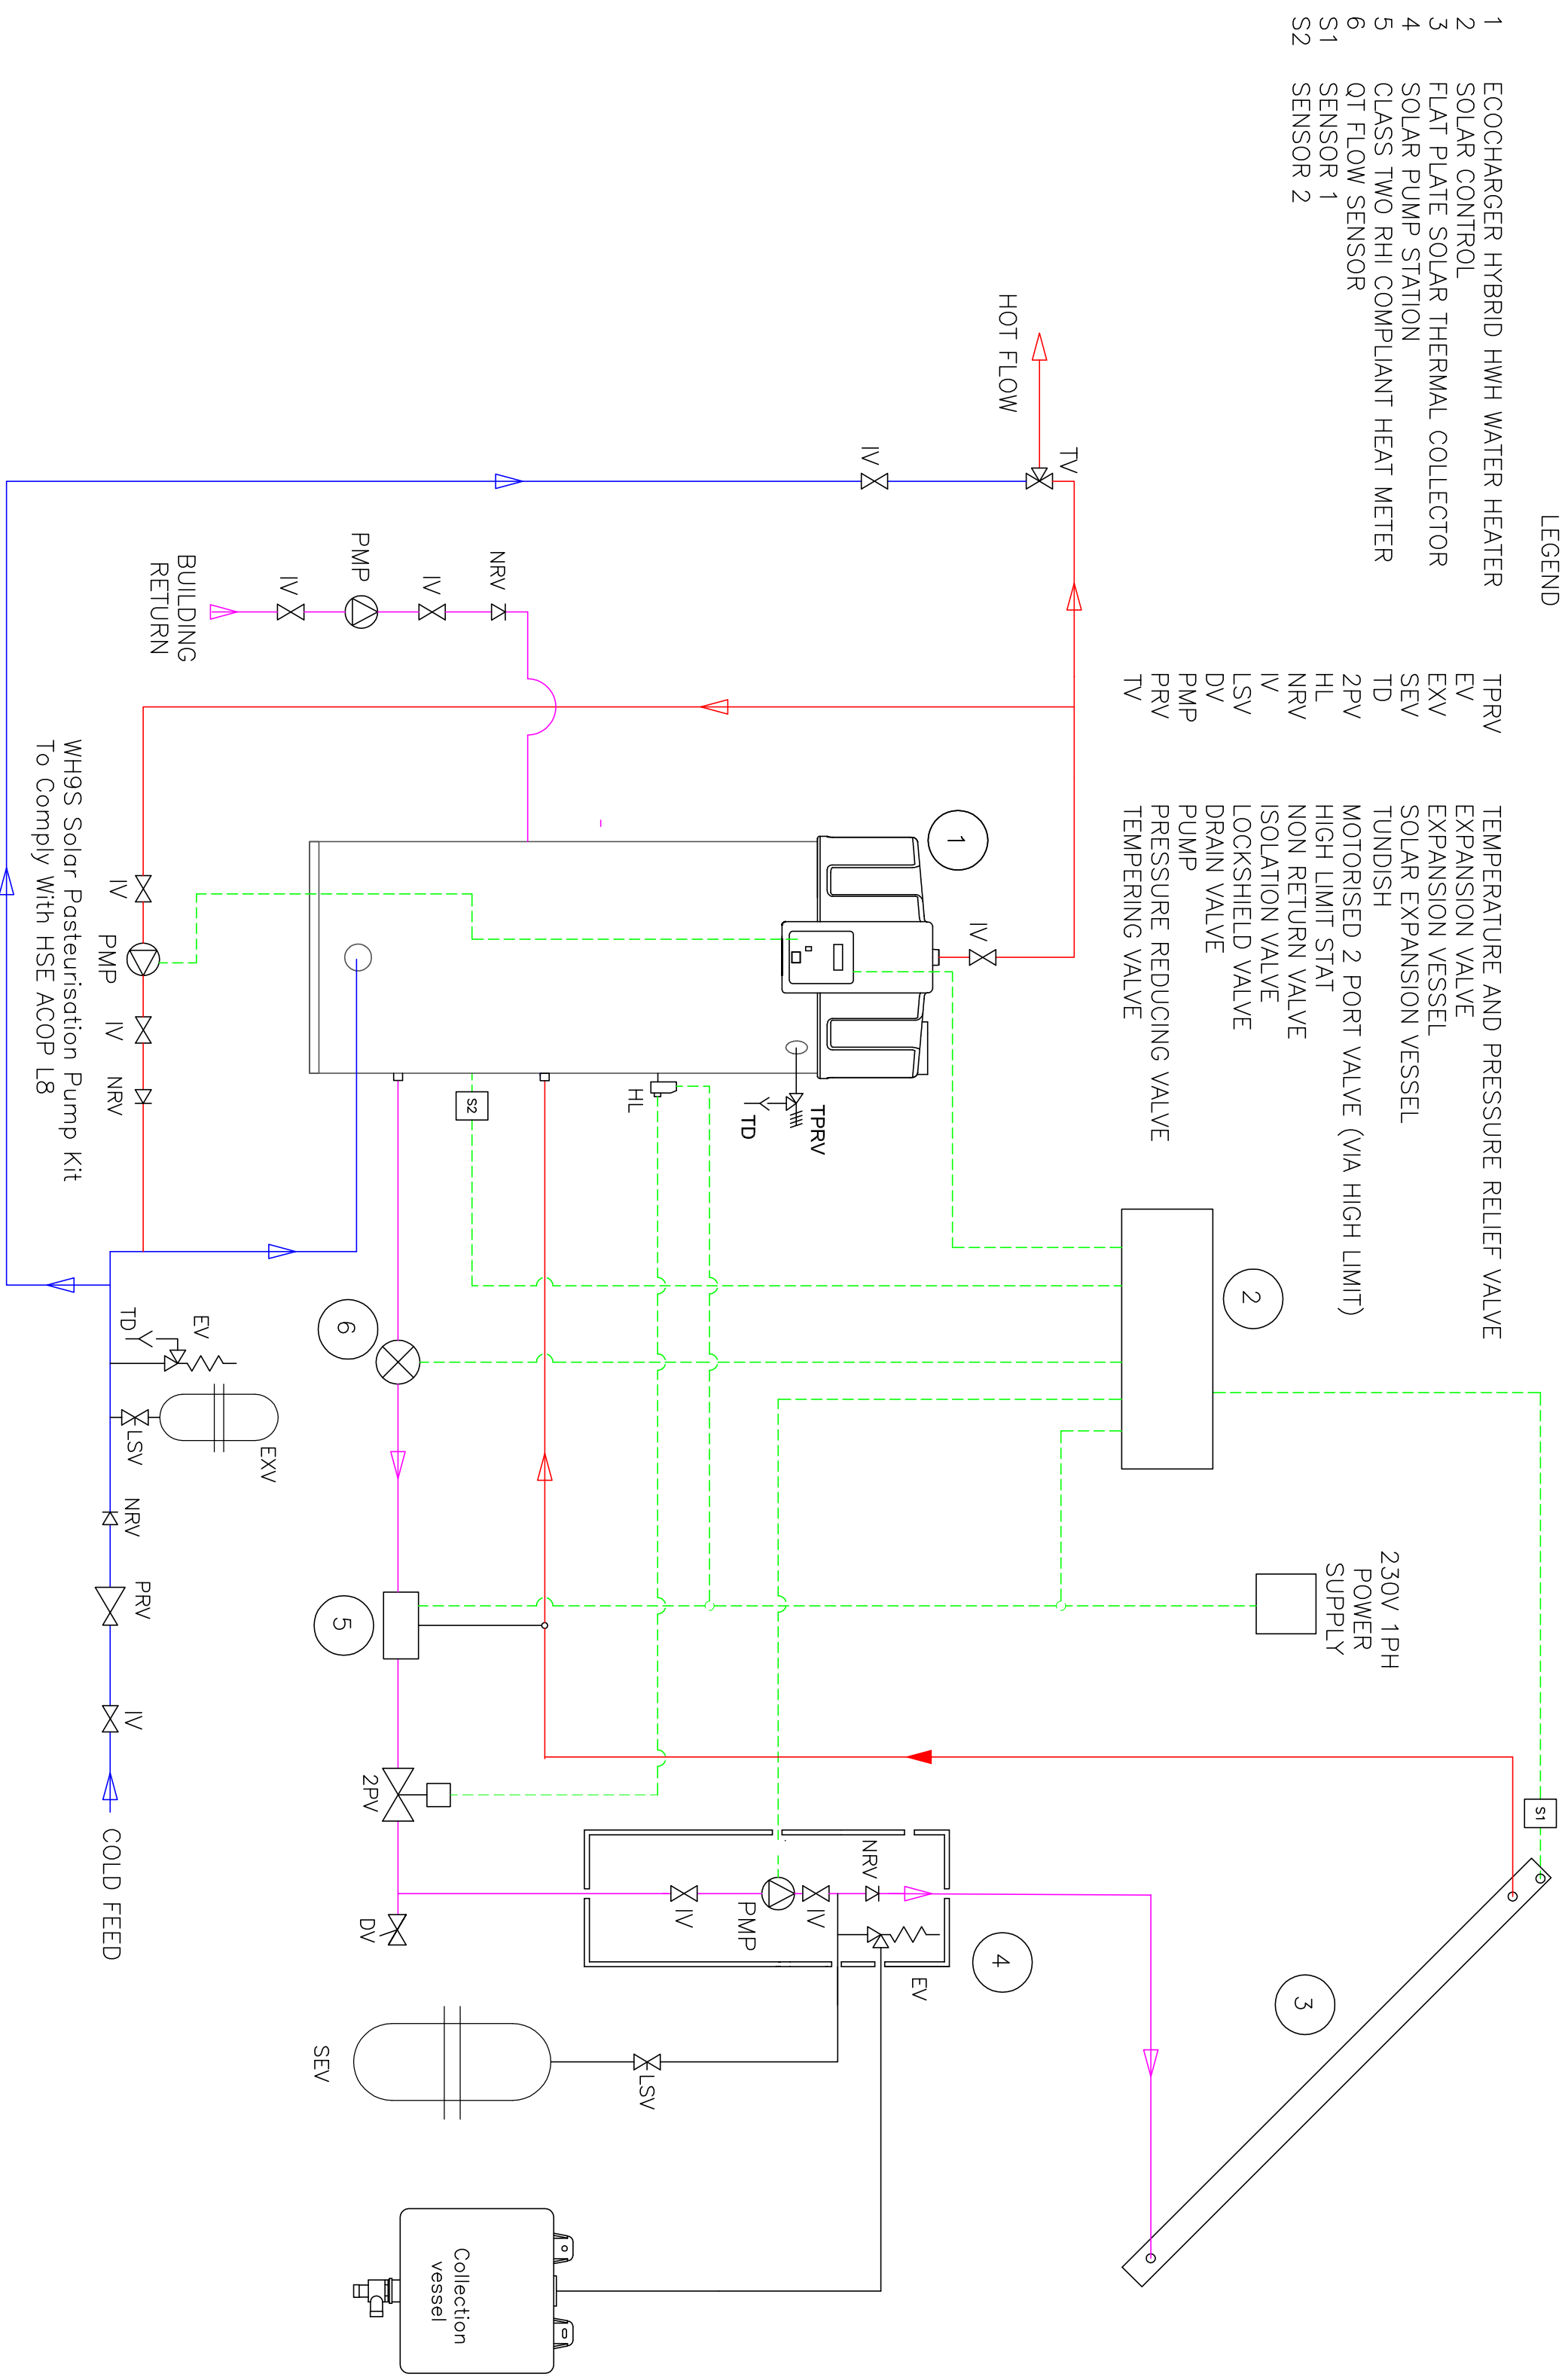 LEGEND
1 ECOCHARGER HYBRID HWH WATER HEATER
2 SOLAR CONTROL
3 FLAT PLATE SOLAR THERMAL COLLECTOR
4 SOLAR PUMP STATION
5 CLASS TWO RHI COMPLIANT HEAT METER
6 QT FLOW SENSOR
S1 SENSOR 1
S2 SENSOR 2
TPRV TEMPERATURE AND PRESSURE RELIEF VALVE
EV EXPANSION VALVE
EXV EXPANSION VESSEL
SEV SOLAR EXPANSION VESSEL
TD TUNDISH
2PV MOTORISED 2 PORT VALVE (VIA HIGH LIMIT)
HL HIGH LIMIT STAT
NRV NON RETURN VALVE
IV ISOLATION VALVE
LSV LOCKSHIELD VALVE
DV DRAIN VALVE
PMP PUMP
PRV PRESSURE REDUCING VALVE
TV TEMPERING VALVE
230V 1PH
POWER
SUPPLY
S1
3
2
TV
HOT FLOW
IV
IV
1
TPRV
TD
HL
S2
4
EV
NRV
IV
PMP
IV
LSV
SEV
Collection
vessel
NRV
IV
PMP
IV
BUILDING
RETURN
6
5
2PV
DV
IV
PMP
IV
NRV
WH9S Solar Pasteurisation Pump Kit
To Comply With HSE ACOP L8
EV
TD
EXV
LSV
NRV
PRV
IV
COLD FEED